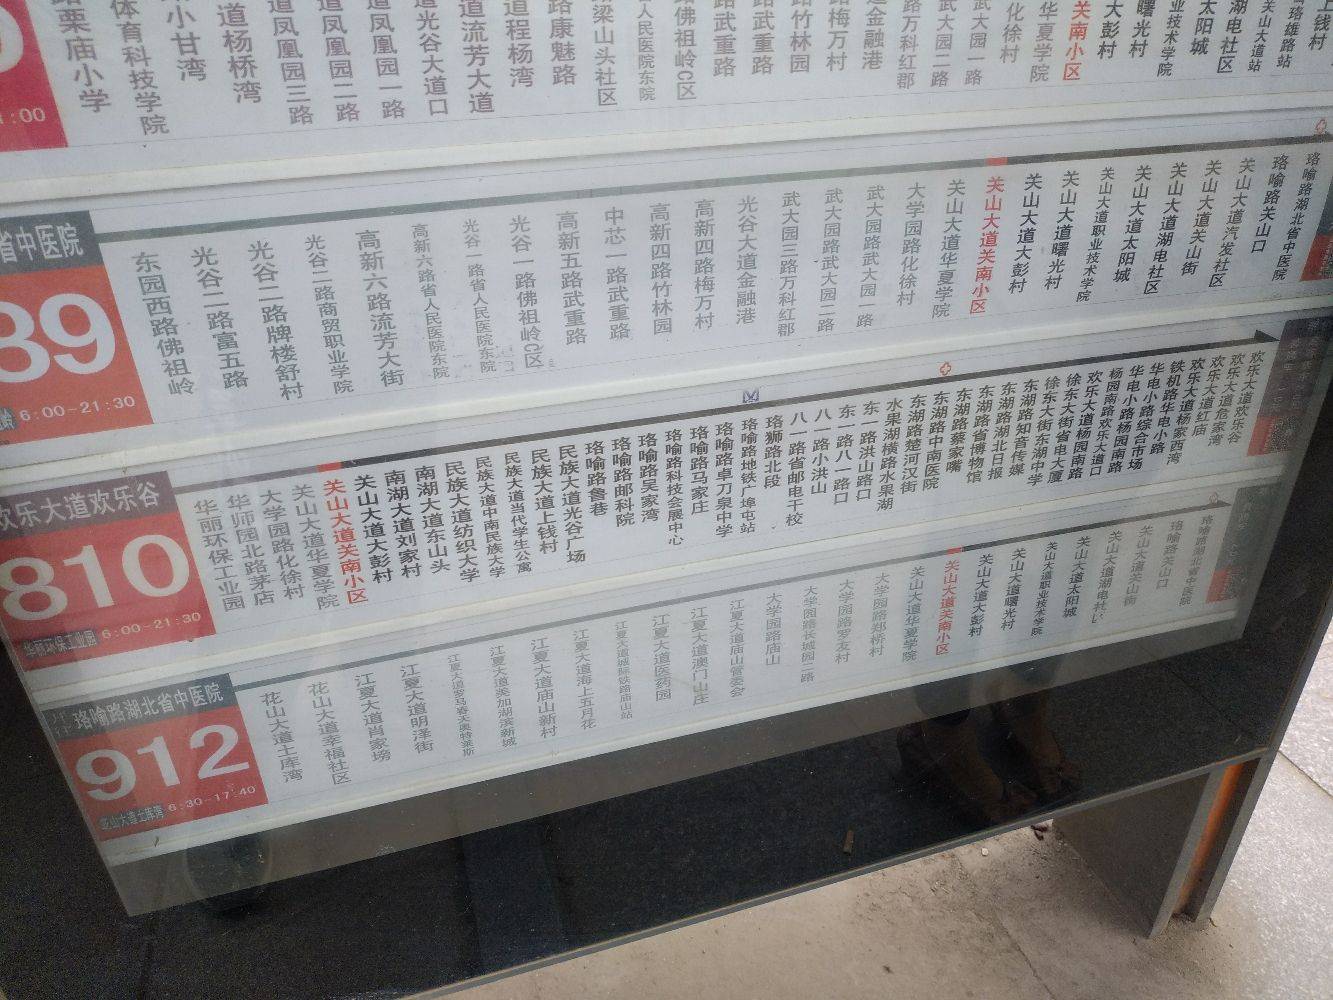 路栗庙小学
体育科技学院
小甘湾
道杨桥湾
道凤凰园三路
道凤凰园二路
道凤凰园一路
道光谷大道口
道流芳大道
道程杨湾
路康魅路
梁山头社区
人民医院东院
佛祖岭C区
路武重路
路武重路
路竹林园
路梅万村
道金融港
路万科红郡
武大园二路
武大园一路
化徐村
华夏学院
关南小区
大彭村
曙光村
业技术学院
太阳城
湖电社区
关山大道站
珞雄路站
上钱村
1:00
省中医院
89
6:00-21:30
东园西路佛祖岭
光谷二路富五路
光谷二路牌楼舒村
光谷二路商贸职业学院
高新六路流芳大街
高新六路省人民医院东院
光谷一路省人民医院东院
光谷一路佛祖岭C区
高新五路武重路
中芯一路武重路
高新四路竹林园
高新四路梅万村
光谷大道金融港
武大园三路万科红郡
武大园路武大园二路
武大园路武大园一路
大学园路化徐村
关山大道华夏学院
关山大道关南小区
关山大道大彭村
关山大道曙光村
关山大道职业技术学院
关山大道太阳城
关山大道湖电社区
关山大道关山街
关山大道汽发社区
珞喻路关山口
珞喻路湖北省中医院
欢乐大道欢乐谷
810
华丽环保工业园 6:00-21:30
华丽环保工业园
华师园北路茅店
大学园路化徐村
关山大道华夏学院
关山大道关南小区
关山大道大彭村
南湖大道刘家村
南湖大道东山头
民族大道纺织大学
民族大道中南民族大学
民族大道当代学生公寓
民族大道上钱村
民族大道光谷广场
珞喻路鲁巷
珞喻路邮科院
珞喻路吴家湾
珞喻路科技会展中心
珞喻路马家庄
珞喻路卓刀泉中学
珞喻路地铁广埠屯站
珞狮路北段
八一路省邮电干校
八一路小洪山
东一路八一路口
东一路洪山路口
水果湖横路水果湖
东湖路楚河汉街
东湖路中南医院
东湖路蔡家嘴
东湖路省博物馆
东湖路湖北日报
东湖路知音传媒
徐东大街东湖中学
徐东大街省电大厦
欢乐大道杨园南路
杨园南路欢乐大道口
华电小路杨园南路
华电小路综合市场
铁机路华电小路
欢乐大道杨家西湾
欢乐大道红庙
欢乐大道危家湾
欢乐大道欢乐谷
珞喻路湖北省中医院
912
花山大道土库湾 6:30-17:40
花山大道土库湾
花山大道幸福社区
江夏大道肖家塝
江夏大道明泽街
江夏大道罗马春天奥特莱斯
江夏大道美加湖滨新城
江夏大道庙山新村
江夏大道海上五月花
江夏大道城际铁路庙山站
江夏大道医药园
江夏大道澳门山庄
江夏大道庙山管委会
大学园路庙山
大学园路长城园二路
大学园路罗友村
大学园路郑桥村
关山大道华夏学院
关山大道关南小区
关山大道大彭村
关山大道曙光村
关山大道职业技术学院
关山大道太阳城
关山大道湖电社区
关山大道关山街
珞喻路关山口
珞喻路湖北省中医院